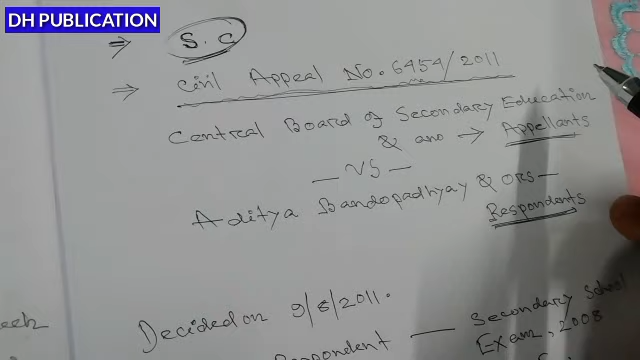 DH PUBLICATION
⇒ S.C
⇒ Civil Appeal No. 6454/2011
Central Board of Secondary Education
& ano → Appellants
— VS —
Aditya Bandopadhyay & ORS —
Respondents
Decided on 9/8/2011.
Respondent — Secondary School
Exam, 2008